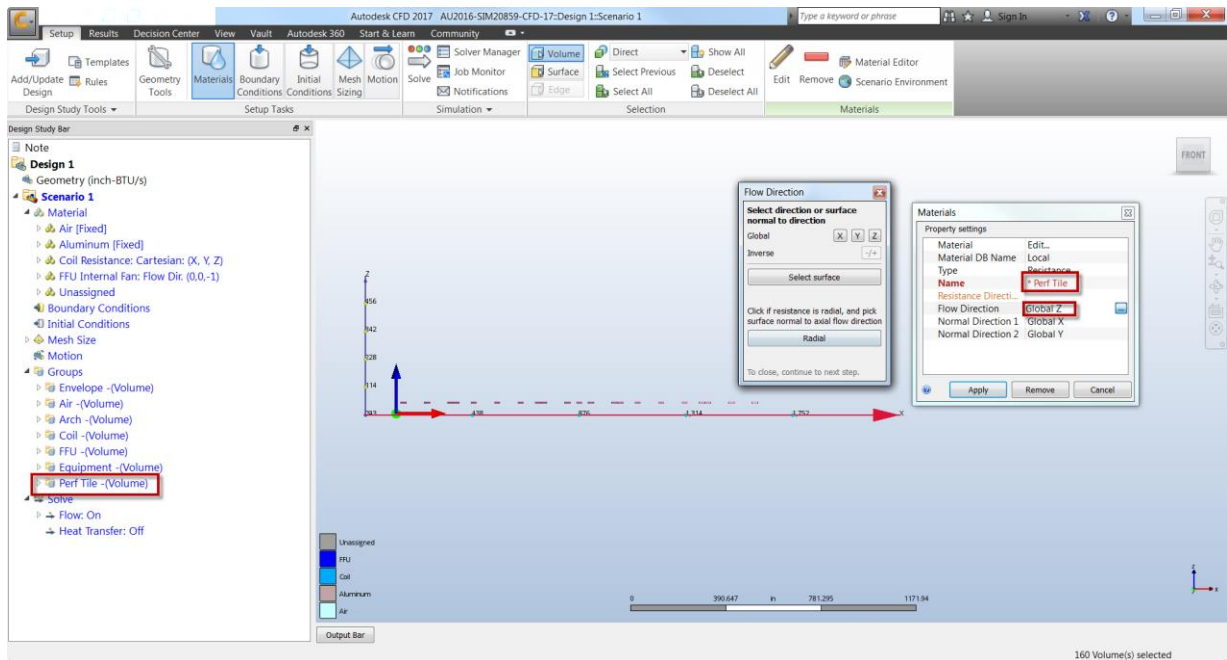 Autodesk CFD 2017 AU2016-SIM20859-CFD-17::Design 1::Scenario 1
Type a keyword or phrase
Sign In
Setup Results Decision Center View Vault Autodesk 360 Start & Learn Community
Add/Update Design
Templates
Rules
Geometry Tools
Materials
Boundary Conditions
Initial Conditions
Mesh Sizing
Motion
Solve
Solver Manager
Job Monitor
Notifications
Volume
Surface
Edge
Direct
Select Previous
Select All
Show All
Deselect
Deselect All
Edit
Remove
Material Editor
Scenario Environment
Design Study Tools
Setup Tasks
Simulation
Selection
Materials
Design Study Bar
Note
Design 1
Geometry (inch-BTU/s)
Scenario 1
Material
Air [Fixed]
Aluminum [Fixed]
Coil Resistance: Cartesian: (X, Y, Z)
FFU Internal Fan: Flow Dir. (0,0,-1)
Unassigned
Boundary Conditions
Initial Conditions
Mesh Size
Motion
Groups
Envelope -(Volume)
Air -(Volume)
Arch -(Volume)
Coil -(Volume)
FFU -(Volume)
Equipment -(Volume)
Perf Tile -(Volume)
Solve
Flow: On
Heat Transfer: Off
FRONT
Flow Direction
Select direction or surface
normal to direction
Global X Y Z
Inverse -/+
Select surface
Click if resistance is radial, and pick
surface normal to axial flow direction
Radial
To close, continue to next step.
Materials
Property settings
Material Edit...
Material DB Name Local
Type Resistance
Name * Perf Tile
Resistance Directi...
Flow Direction Global Z
Normal Direction 1 Global X
Normal Direction 2 Global Y
Apply Remove Cancel
Z
456
342
228
114
438 876 1,314 1,752 X
Unassigned
FFU
Coil
Aluminum
Air
0 390.647 in 781.295 1171.94
z
x
Output Bar
160 Volume(s) selected